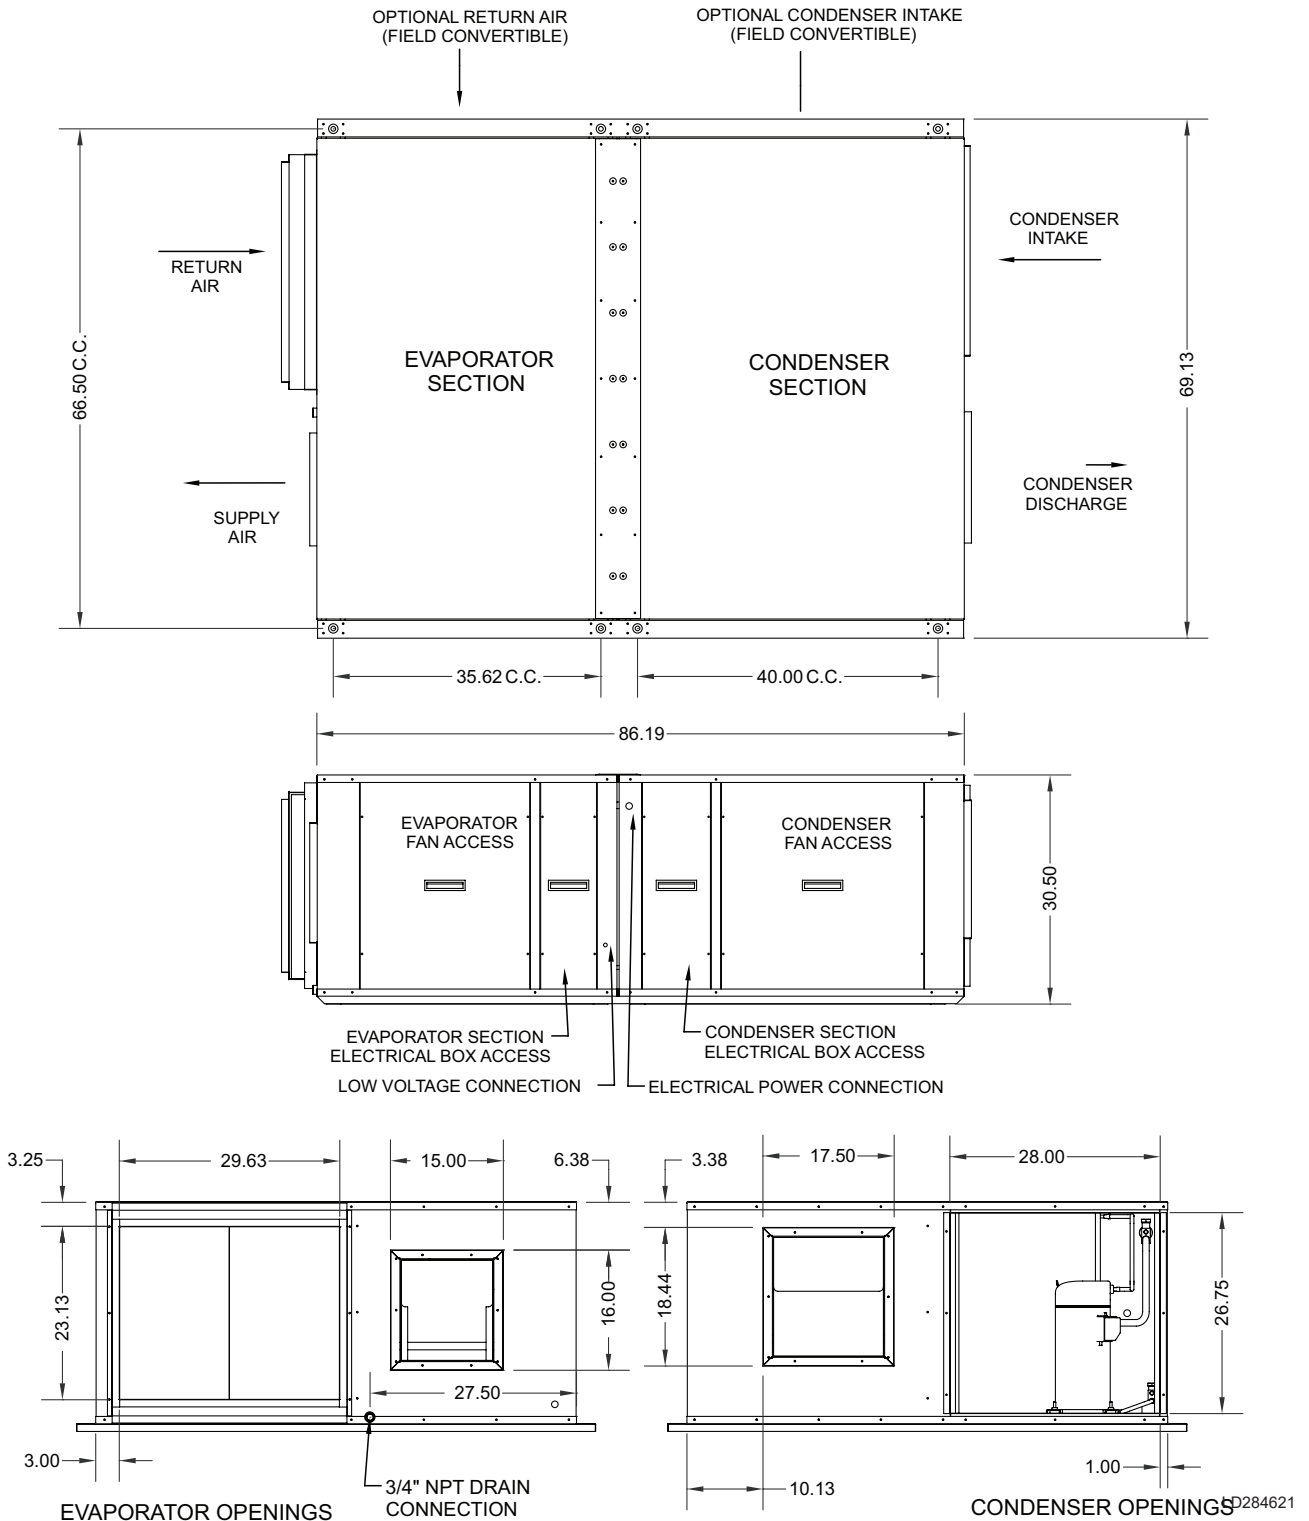 OPTIONAL RETURN AIR
(FIELD CONVERTIBLE)
OPTIONAL CONDENSER INTAKE
(FIELD CONVERTIBLE)
66.50 C.C.
RETURN
AIR
SUPPLY
AIR
EVAPORATOR
SECTION
CONDENSER
SECTION
CONDENSER
INTAKE
CONDENSER
DISCHARGE
69.13
35.62 C.C.
40.00 C.C.
86.19
EVAPORATOR
FAN ACCESS
CONDENSER
FAN ACCESS
30.50
EVAPORATOR SECTION
ELECTRICAL BOX ACCESS
CONDENSER SECTION
ELECTRICAL BOX ACCESS
LOW VOLTAGE CONNECTION
ELECTRICAL POWER CONNECTION
3.25
29.63
15.00
6.38
3.38
17.50
28.00
23.13
16.00
18.44
26.75
27.50
3.00
3/4" NPT DRAIN
CONNECTION
10.13
1.00
EVAPORATOR OPENINGS
CONDENSER OPENINGS
LD284621